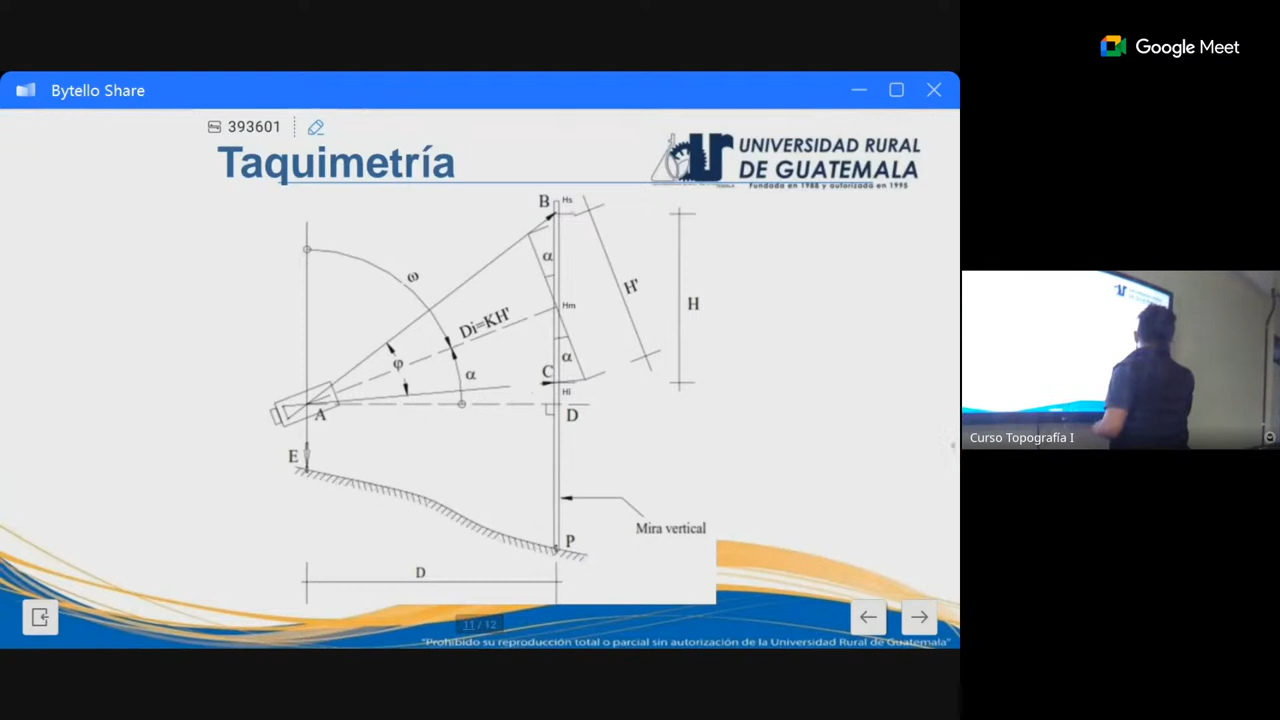 Google Meet
Bytello Share
393601
Taquimetría
UNIVERSIDAD RURAL
DE GUATEMALA
Fundada en 1988 y autorizada en 1995
B
Hs
ω
α
H'
H
Hm
Di=KH'
φ
α
α
C
Hi
A
D
E
Mira vertical
P
D
11 / 12
"Prohibido su reproducción total o parcial sin autorización de la Universidad Rural de Guatemala"
Curso Topografía I